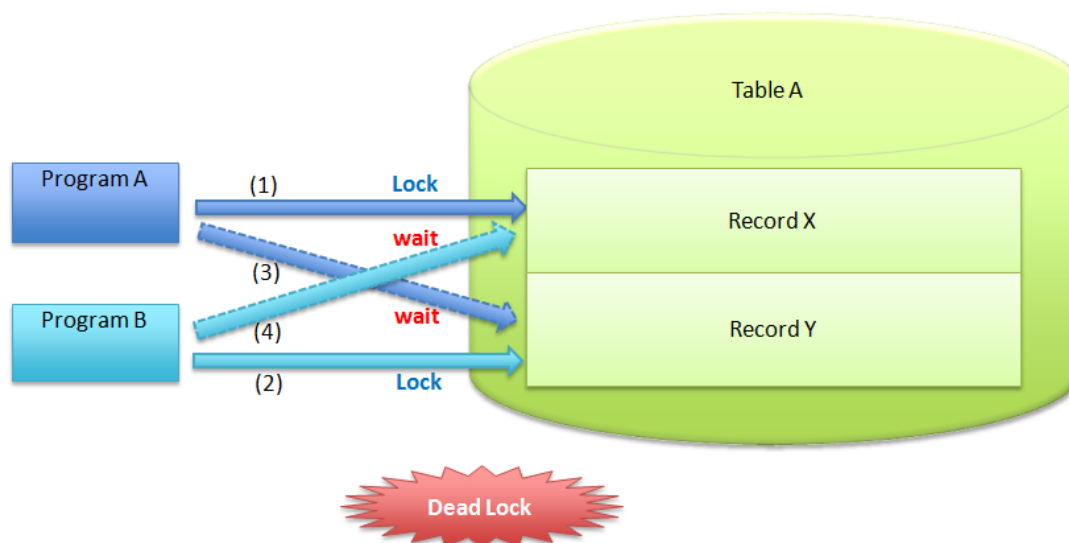 Table A
Program A
(1)
Lock
Record X
wait
(3)
Program B
(4)
wait
Record Y
(2)
Lock
Dead Lock